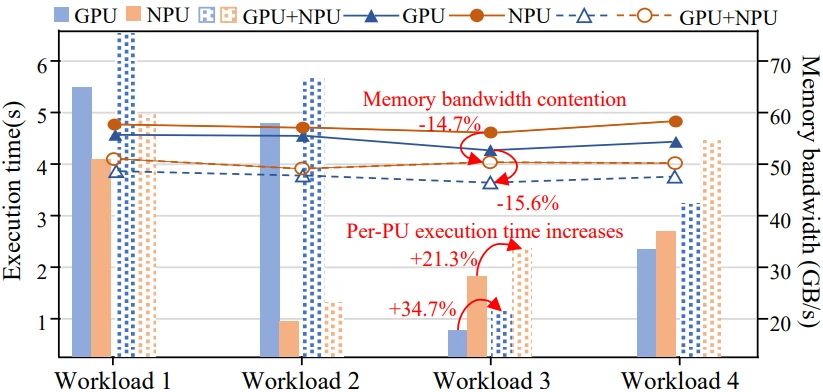 GPU NPU GPU+NPU GPU NPU GPU+NPU
Execution time(s)
6
5
4
3
2
1
Memory bandwidth contention
-14.7%
-15.6%
Per-PU execution time increases
+21.3%
+34.7%
70
60
50
40
30
20
Memory bandwidth (GB/s)
Workload 1 Workload 2 Workload 3 Workload 4